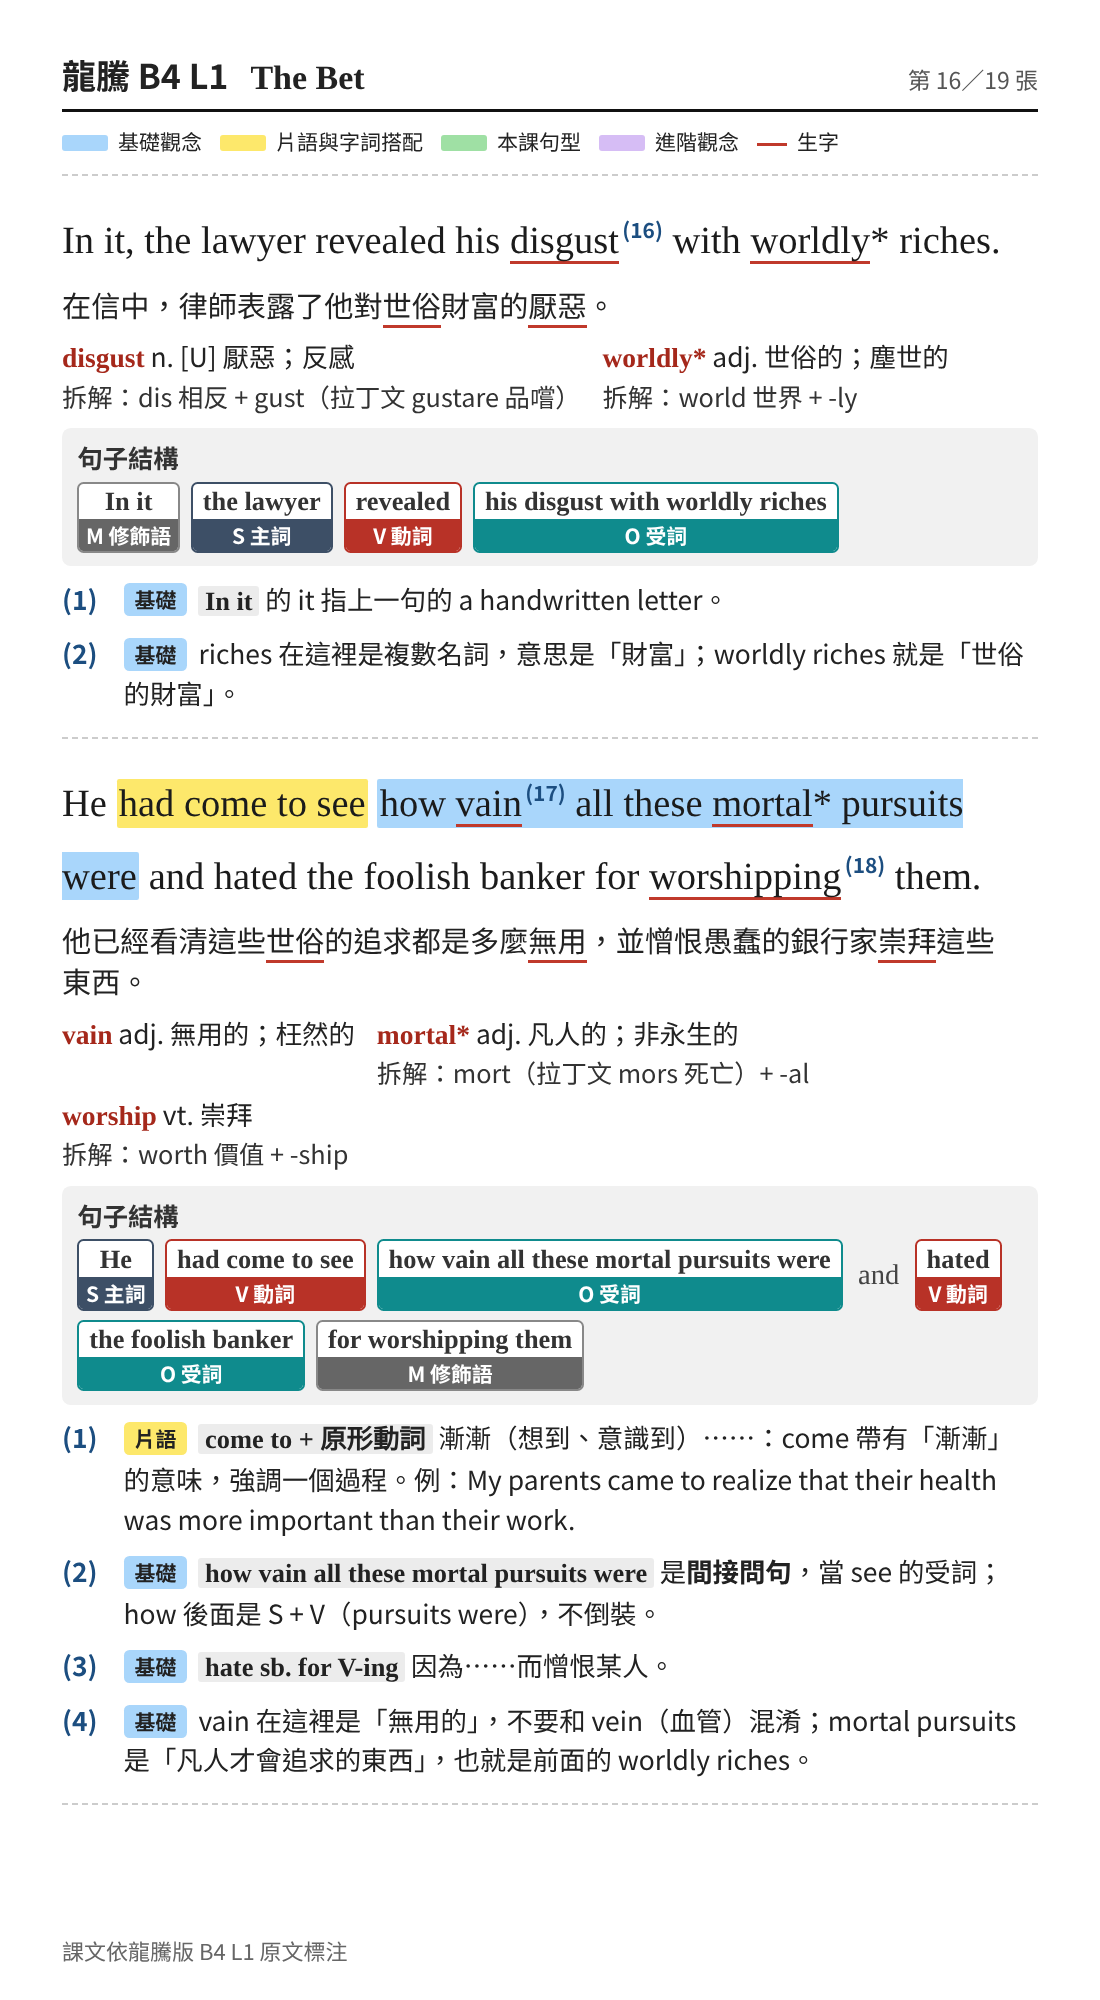 龍騰 B4 L1 The Bet
第 16／19 張
基礎觀念 片語與字詞搭配 本課句型 進階觀念 生字
In it, the lawyer revealed his disgust(16) with worldly* riches.
在信中，律師表露了他對世俗財富的厭惡。
disgust n. [U] 厭惡；反感 worldly* adj. 世俗的；塵世的
拆解：dis 相反 + gust（拉丁文 gustare 品嚐） 拆解：world 世界 + -ly
句子結構
In it the lawyer revealed his disgust with worldly riches
M 修飾語 S 主詞 V 動詞 O 受詞
(1) 基礎 In it 的 it 指上一句的 a handwritten letter。
(2) 基礎 riches 在這裡是複數名詞，意思是「財富」；worldly riches 就是「世俗
的財富」。
He had come to see how vain(17) all these mortal* pursuits
were and hated the foolish banker for worshipping(18) them.
他已經看清這些世俗的追求都是多麼無用，並憎恨愚蠢的銀行家崇拜這些
東西。
vain adj. 無用的；枉然的 mortal* adj. 凡人的；非永生的
拆解：mort（拉丁文 mors 死亡）+ -al
worship vt. 崇拜
拆解：worth 價值 + -ship
句子結構
He had come to see how vain all these mortal pursuits were and hated
S 主詞 V 動詞 O 受詞 V 動詞
the foolish banker for worshipping them
O 受詞 M 修飾語
(1) 片語 come to + 原形動詞 漸漸（想到、意識到）……：come 帶有「漸漸」
的意味，強調一個過程。例：My parents came to realize that their health
was more important than their work.
(2) 基礎 how vain all these mortal pursuits were 是間接問句，當 see 的受詞；
how 後面是 S + V（pursuits were），不倒裝。
(3) 基礎 hate sb. for V-ing 因為……而憎恨某人。
(4) 基礎 vain 在這裡是「無用的」，不要和 vein（血管）混淆；mortal pursuits
是「凡人才會追求的東西」，也就是前面的 worldly riches。
課文依龍騰版 B4 L1 原文標注